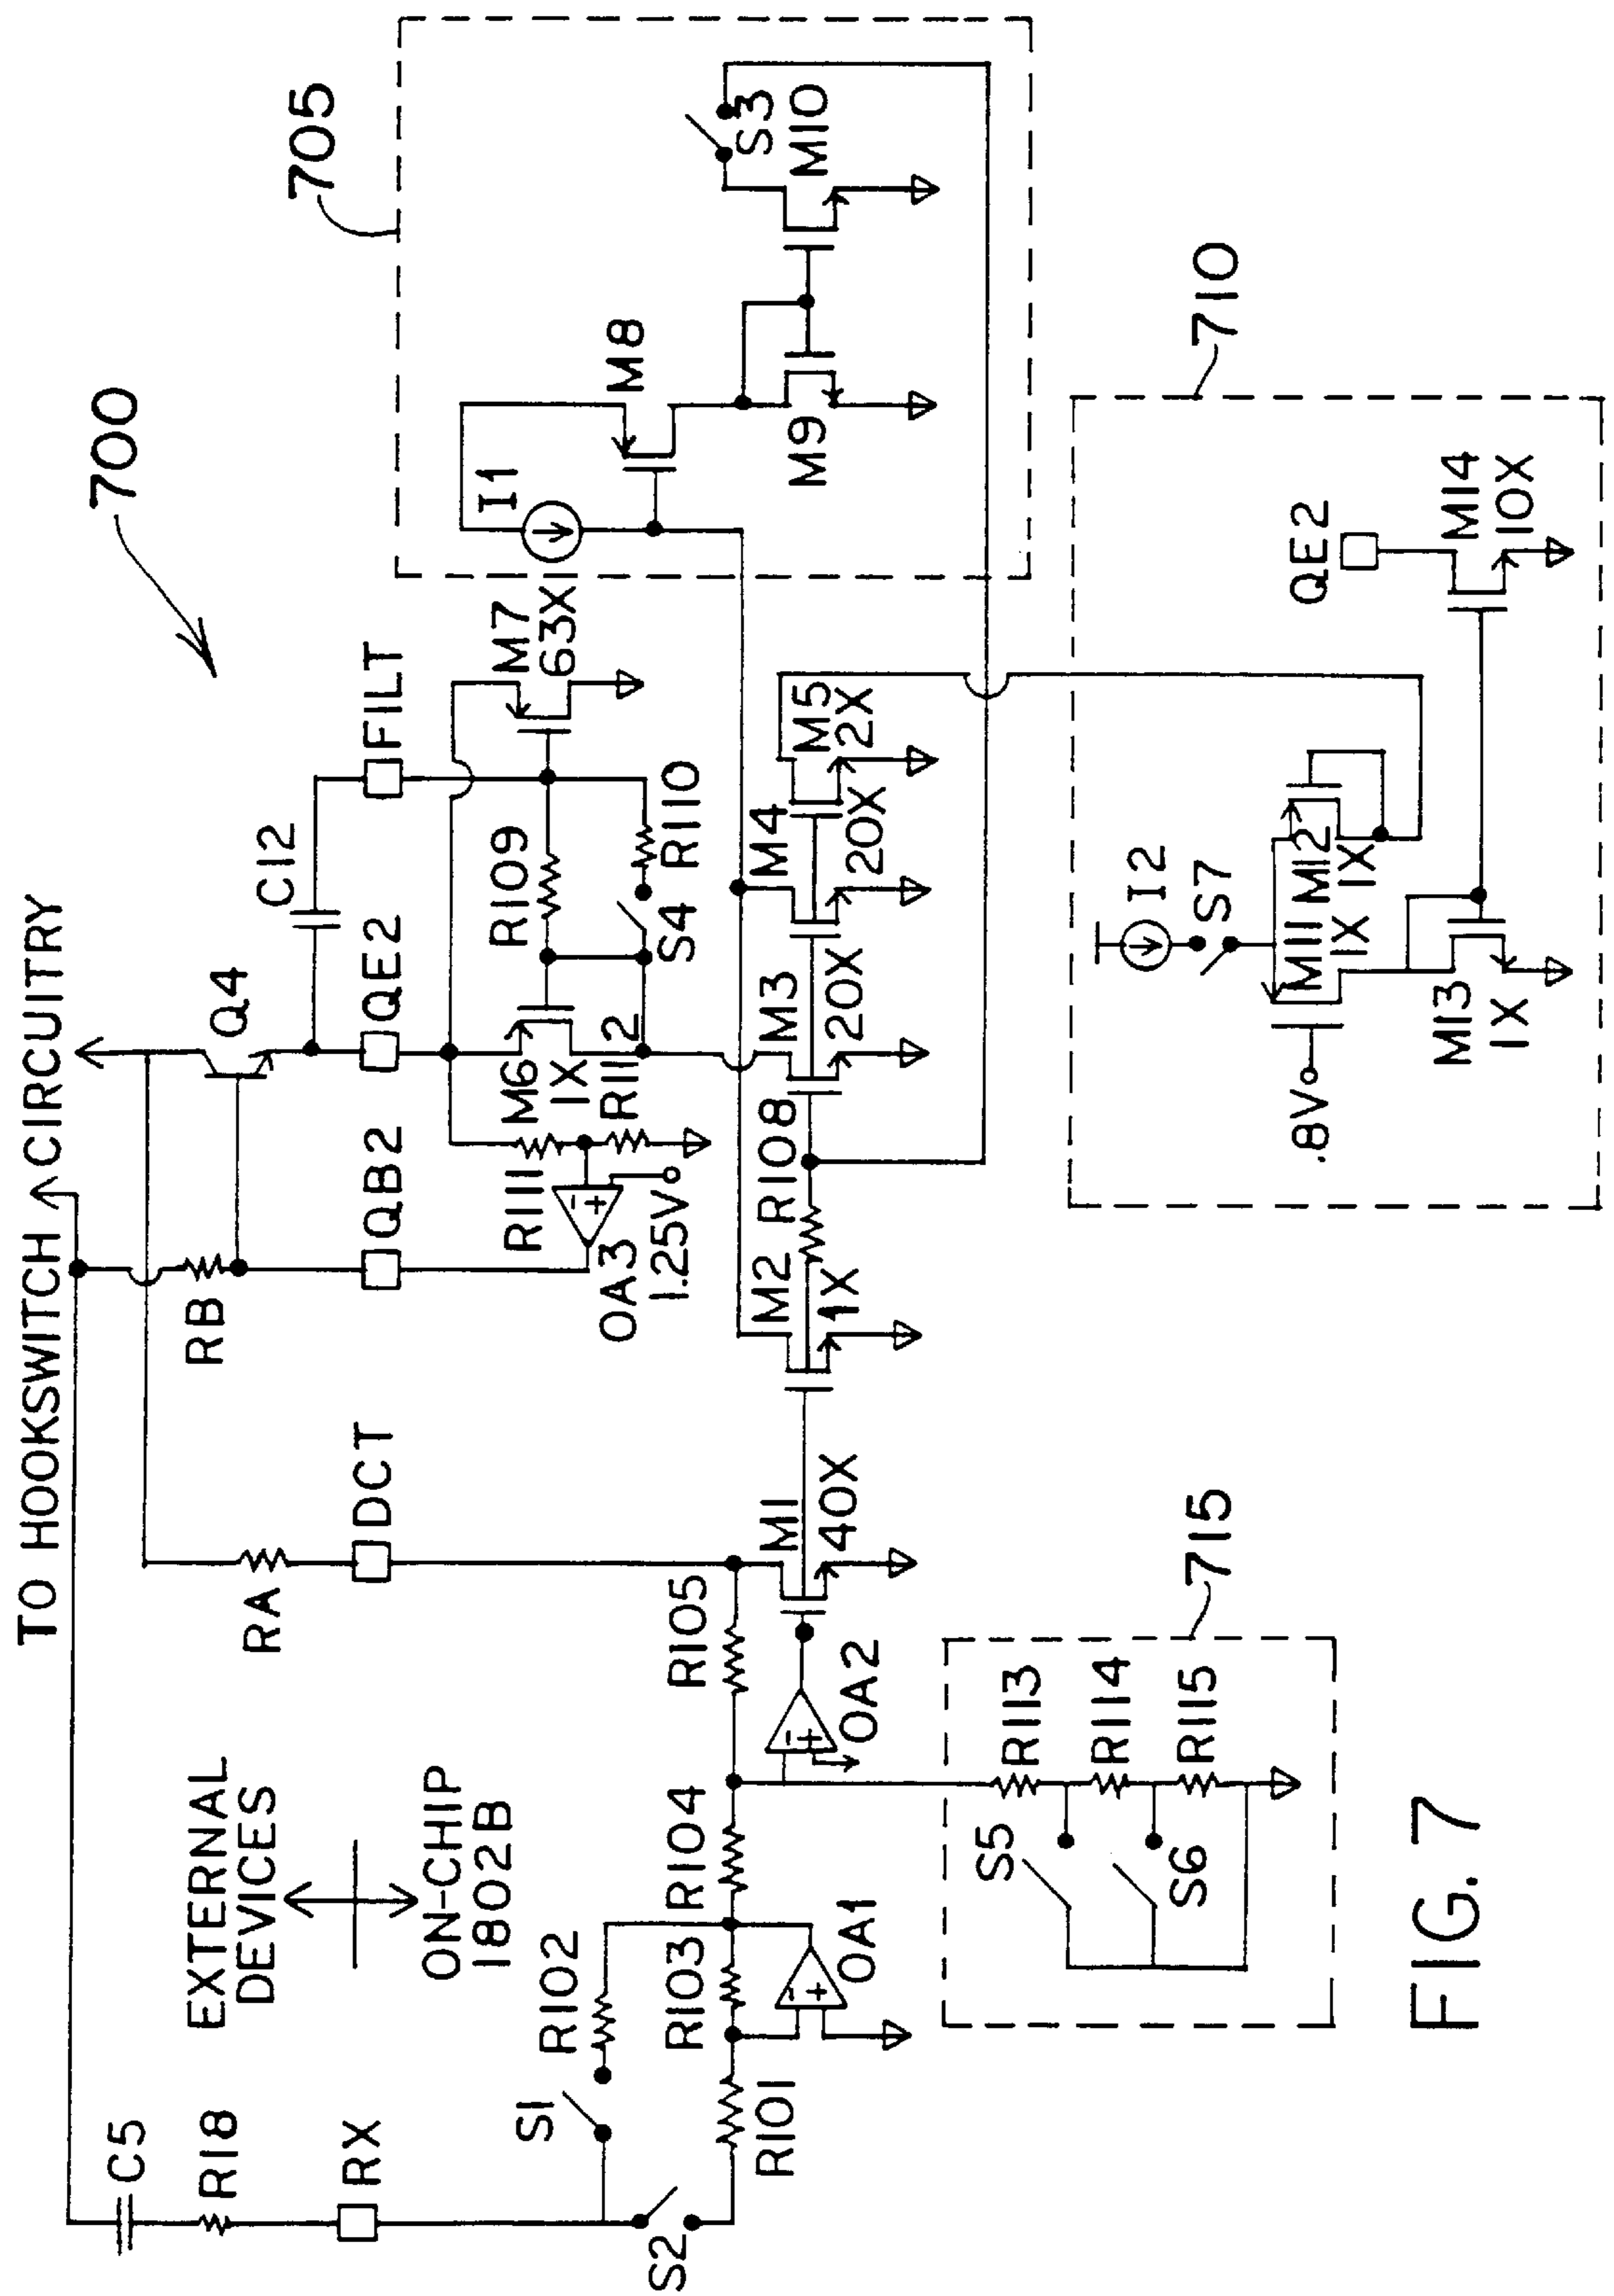 TO HOOKSWITCH CIRCUITRY
700
705
C5
R18
RX
EXTERNAL
DEVICES
ON-CHIP
1802B
RA
DCT
RB
QB2
Q4
QE2
C12
FILT
S1
R102
S2
R101
R103
OA1
R104
R105
OA2
M1
40X
R111
R112
OA3
1.25V
M6
1X
R109
S4
R110
M7
63X
M2
1X
R108
M3
20X
M4
20X
M5
2X
I1
M8
M9
S3
M10
715
S5
S6
R113
R114
R115
710
.8V
I2
S7
M11
1X
M12
1X
M13
1X
QE2
M14
10X
FIG. 7